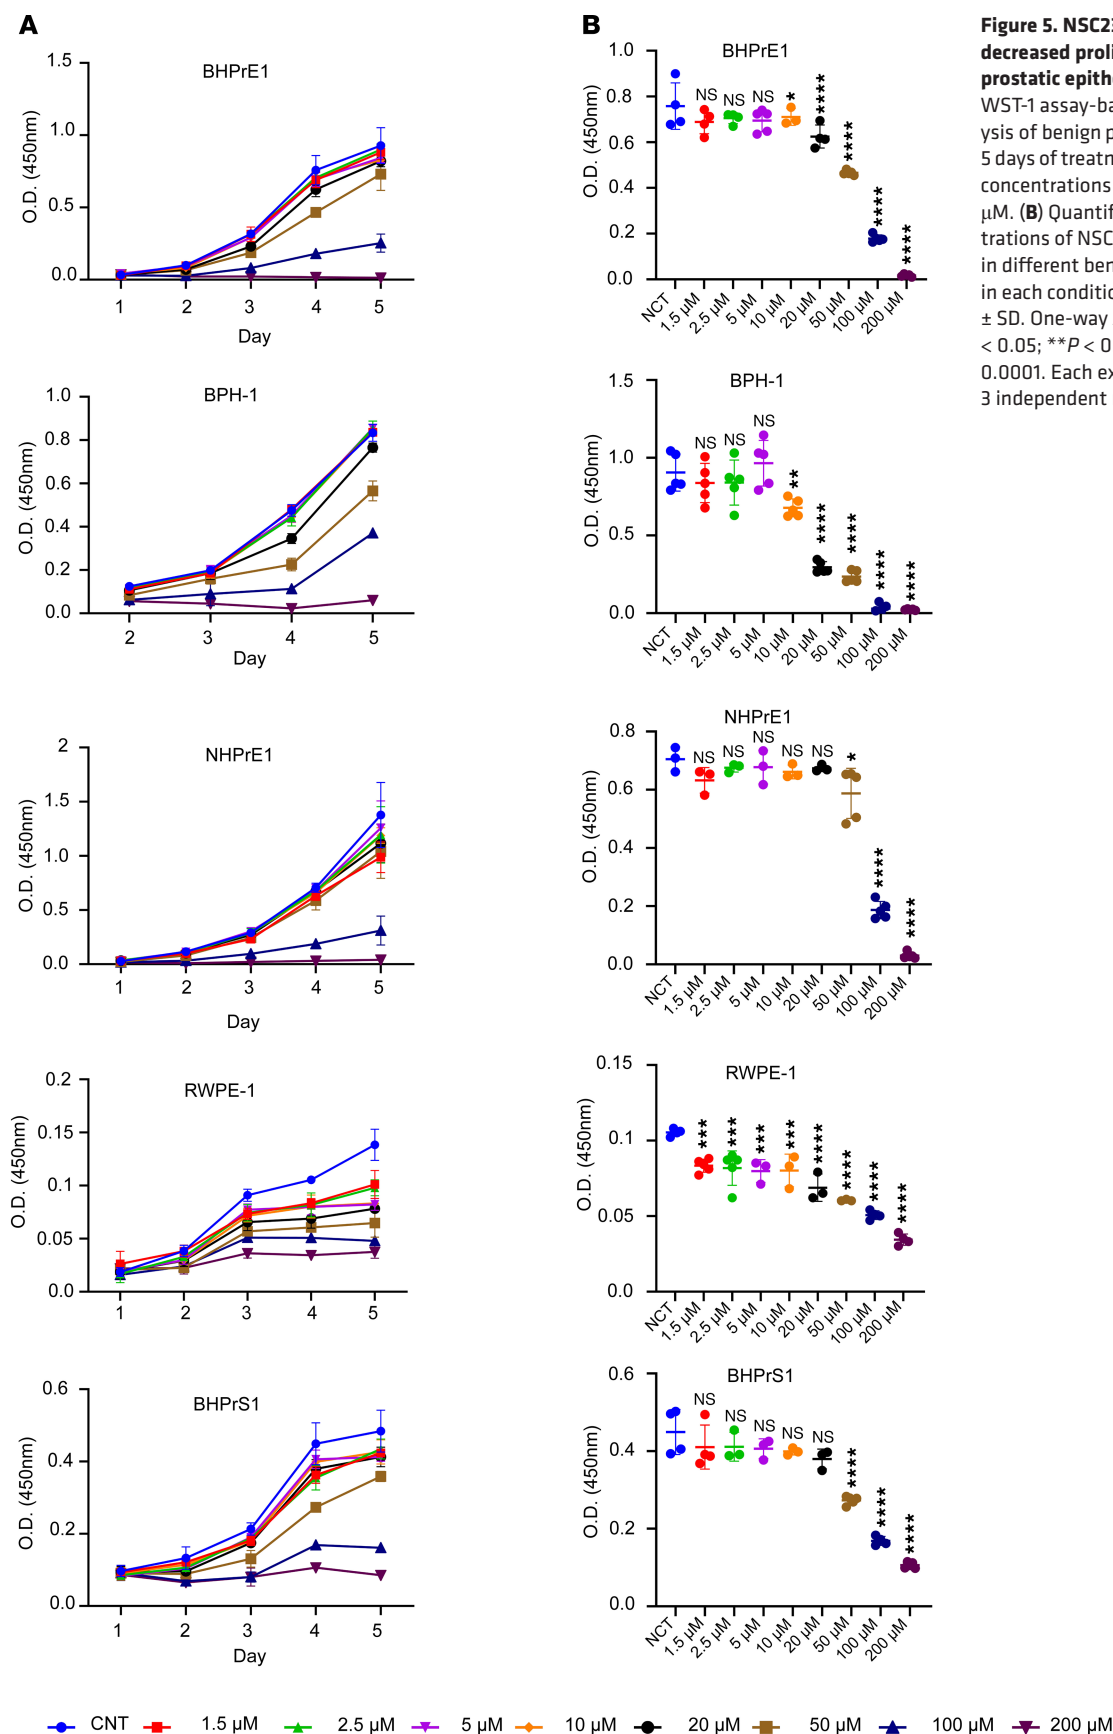 A
BHPrE1
O.D. (450nm)
1.5
1.0
0.5
0.0
1 2 3 4 5
Day
BPH-1
O.D. (450nm)
1.0
0.8
0.6
0.4
0.2
0.0
2 3 4 5
Day
NHPrE1
O.D. (450nm)
2
1.5
1.0
0.5
0.0
1 2 3 4 5
Day
RWPE-1
O.D. (450nm)
0.2
0.15
0.1
0.05
0.0
1 2 3 4 5
BHPrS1
O.D. (450nm)
0.6
0.4
0.2
0.0
1 2 3 4 5
Day
B
BHPrE1
O.D. (450nm)
1.0
0.8
0.6
0.4
0.2
0.0
NS NS NS * **** **** **** ****
NCT 1.5 µM 2.5 µM 5 µM 10 µM 20 µM 50 µM 100 µM 200 µM
BPH-1
O.D. (450nm)
1.5
1.0
0.5
0.0
NS NS NS ** **** **** **** ****
NCT 1.5 µM 2.5 µM 5 µM 10 µM 20 µM 50 µM 100 µM 200 µM
NHPrE1
O.D. (450nm)
0.8
0.6
0.4
0.2
0.0
NS NS NS NS NS * **** ****
NCT 1.5 µM 2.5 µM 5 µM 10 µM 20 µM 50 µM 100 µM 200 µM
RWPE-1
O.D. (450nm)
0.15
0.1
0.05
0.0
*** *** *** *** **** **** **** ****
NCT 1.5 µM 2.5 µM 5 µM 10 µM 20 µM 50 µM 100 µM 200 µM
BHPrS1
O.D. (450nm)
0.6
0.4
0.2
0.0
NS NS NS NS NS **** **** ****
NCT 1.5 µM 2.5 µM 5 µM 10 µM 20 µM 50 µM 100 µM 200 µM
CNT 1.5 µM 2.5 µM 5 µM 10 µM 20 µM 50 µM 100 µM 200 µM
Figure 5. NSC23
decreased proli
prostatic epithe
WST-1 assay-ba
ysis of benign p
5 days of treatm
concentrations
µM. (B) Quantif
trations of NSC
in different ben
in each conditio
± SD. One-way
< 0.05; **P < 0
0.0001. Each ex
3 independent